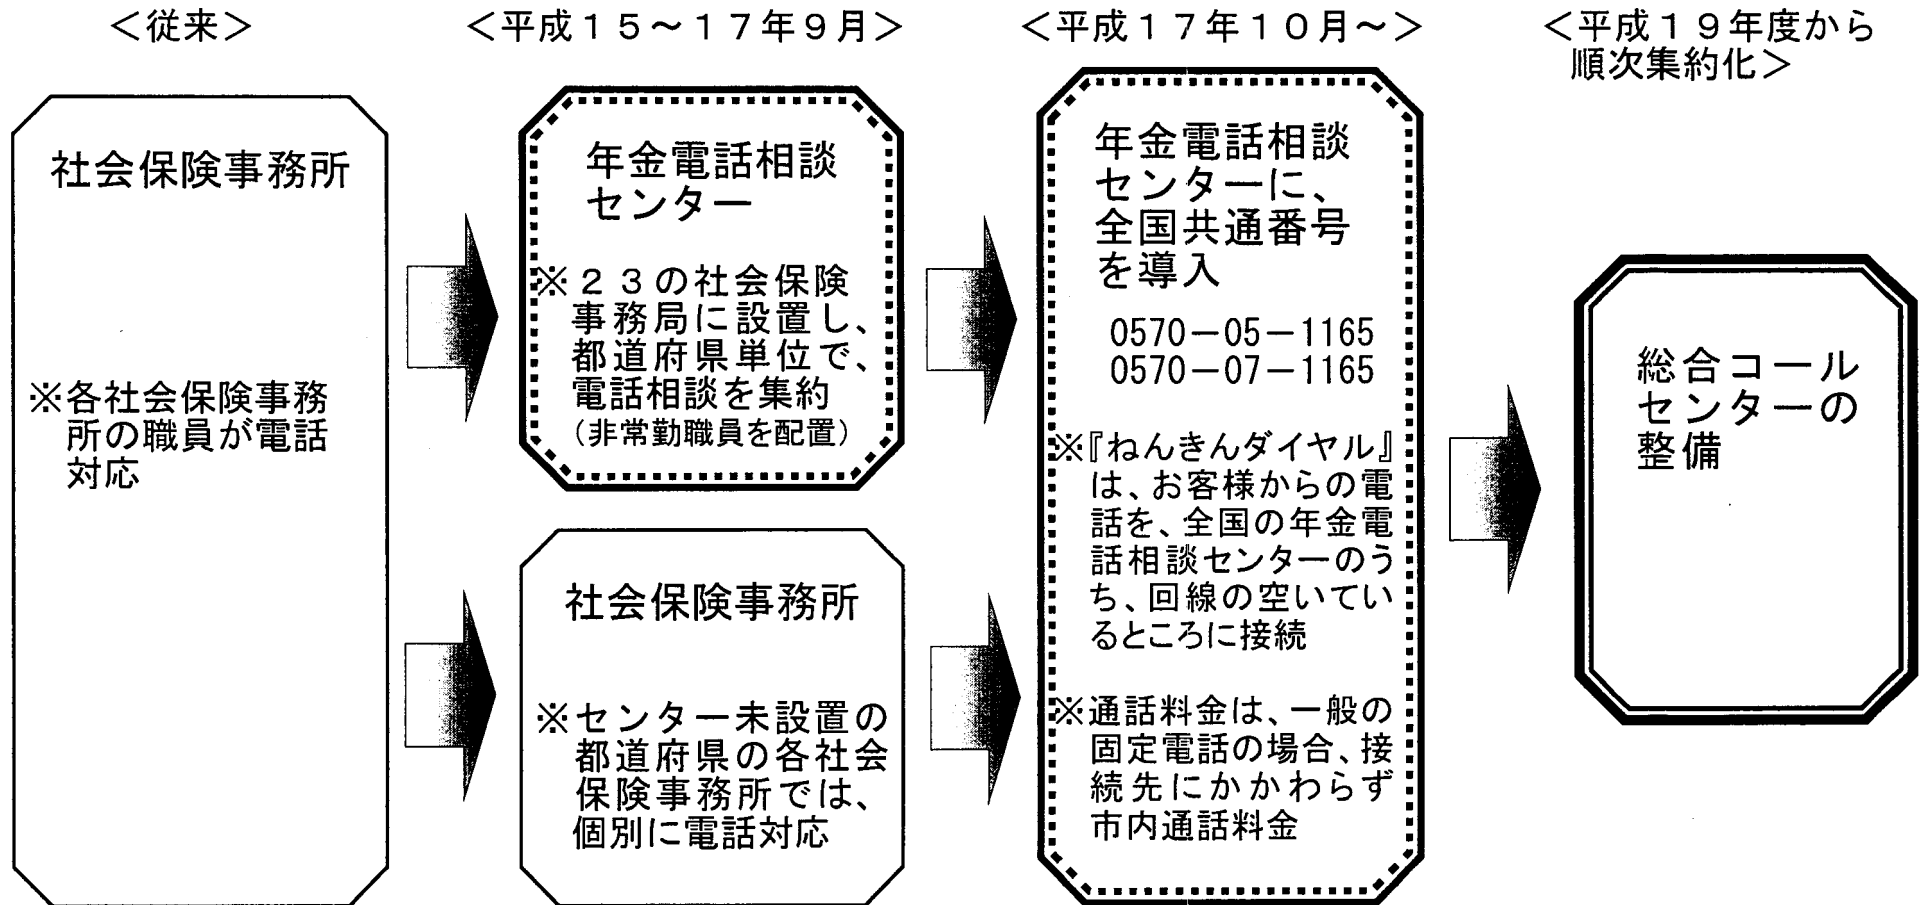 ＜従来＞
社会保険事務所
※各社会保険事務
所の職員が電話
対応
＜平成１５～１７年９月＞
年金電話相談
センター
※２３の社会保険
事務局に設置し、
都道府県単位で、
電話相談を集約
（非常勤職員を配置）
社会保険事務所
※センター未設置の
都道府県の各社会
保険事務所では、
個別に電話対応
＜平成１７年１０月～＞
年金電話相談
センターに、
全国共通番号
を導入
0570－05－1165
0570－07－1165
※『ねんきんダイヤル』
は、お客様からの電
話を、全国の年金電
話相談センターのう
ち、回線の空いてい
るところに接続
※通話料金は、一般の
固定電話の場合、接
続先にかかわらず
市内通話料金
＜平成１９年度から
順次集約化＞
総合コール
センターの
整備